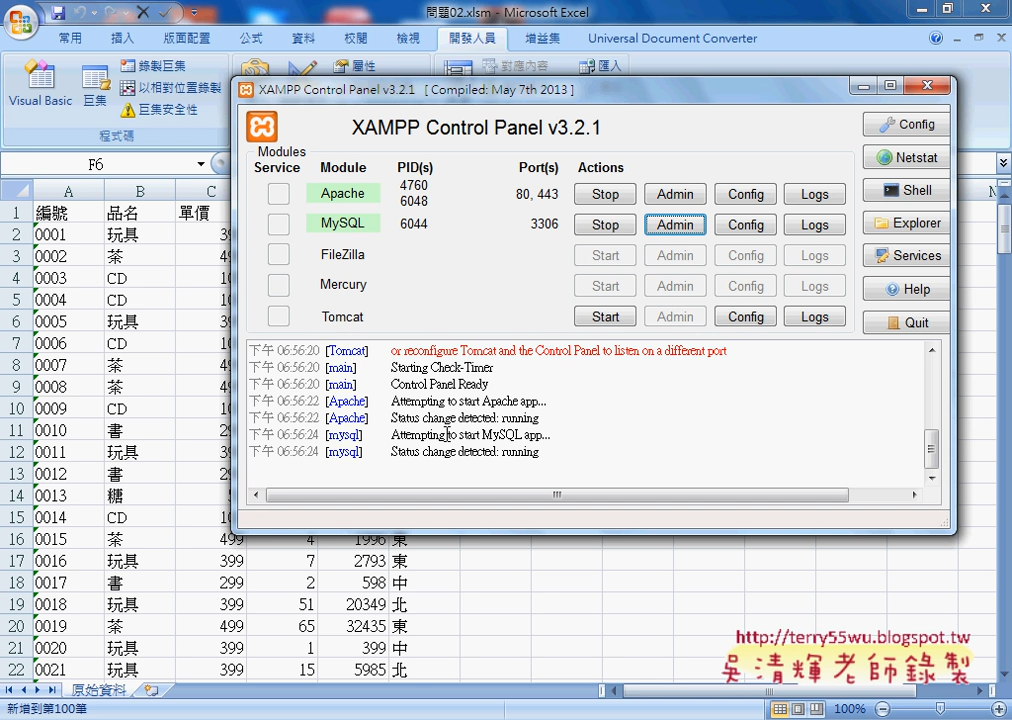 問題02.xlsm - Microsoft Excel
常用 插入 版面配置 公式 資料 校閱 檢視 開發人員 增益集 Universal Document Converter
Visual Basic 巨集 錄製巨集 以相對位置錄製 巨集安全性 程式碼 屬性 對應內容 匯入
F6
A B C N
1 編號 品名 單價
2 0001 玩具
3 0002 茶
4 0003 CD
5 0004 CD
6 0005 玩具
7 0006 CD
8 0007 茶
9 0008 茶
10 0009 CD
11 0010 書
12 0011 玩具
13 0012 書
14 0013 糖
15 0014 CD
16 0015 茶 499 4 1996 東
17 0016 玩具 399 7 2793 東
18 0017 書 299 2 598 中
19 0018 玩具 399 51 20349 北
20 0019 茶 499 65 32435 東
21 0020 玩具 399 1 399 中
22 0021 玩具 399 15 5985 北
XAMPP Control Panel v3.2.1 [ Compiled: May 7th 2013 ]
XAMPP Control Panel v3.2.1
Modules
Service Module PID(s) Port(s) Actions
Apache 4760 6048 80, 443 Stop Admin Config Logs
MySQL 6044 3306 Stop Admin Config Logs
FileZilla Start Admin Config Logs
Mercury Start Admin Config Logs
Tomcat Start Admin Config Logs
Config
Netstat
Shell
Explorer
Services
Help
Quit
下午 06:56:20 [Tomcat] or reconfigure Tomcat and the Control Panel to listen on a different port
下午 06:56:20 [main] Starting Check-Timer
下午 06:56:20 [main] Control Panel Ready
下午 06:56:22 [Apache] Attempting to start Apache app...
下午 06:56:22 [Apache] Status change detected: running
下午 06:56:24 [mysql] Attempting to start MySQL app...
下午 06:56:24 [mysql] Status change detected: running
http://terry55wu.blogspot.tw
吳清輝老師錄製
原始資料
新增到第100筆 100%